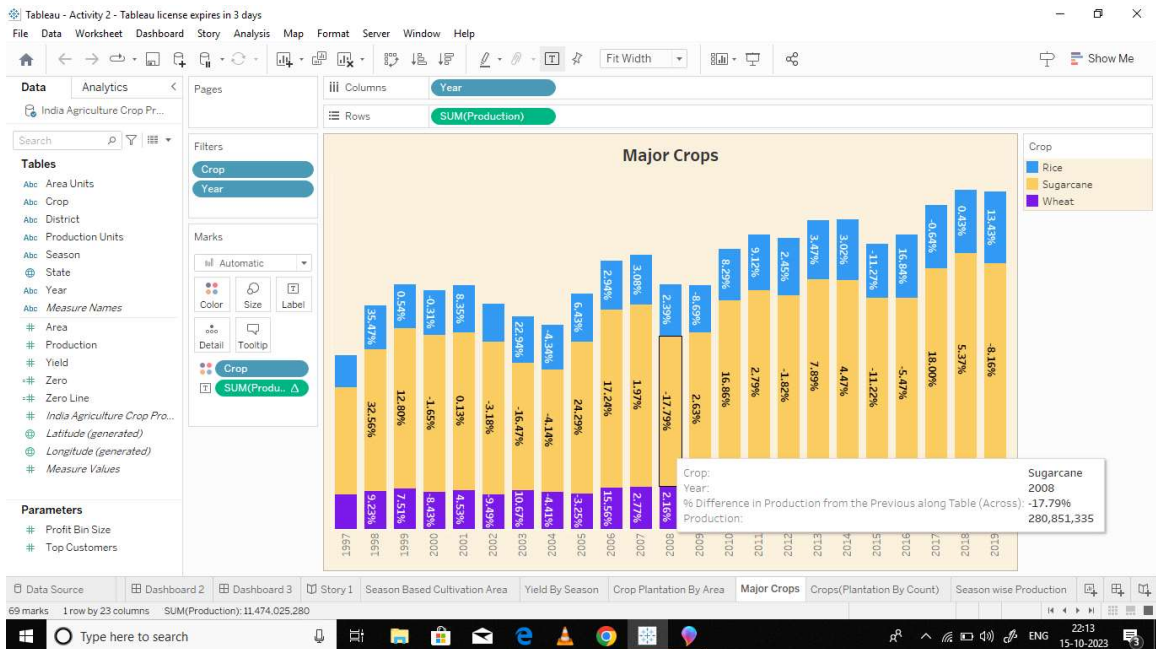 Tableau - Activity 2 - Tableau license expires in 3 days
File Data Worksheet Dashboard Story Analysis Map Format Server Window Help
Fit Width
Show Me
Data Analytics
India Agriculture Crop Pr...
Search
Tables
Abc Area Units
Abc Crop
Abc District
Abc Production Units
Abc Season
State
Abc Year
Abc Measure Names
# Area
# Production
# Yield
=# Zero
=# Zero Line
# India Agriculture Crop Pro...
Latitude (generated)
Longitude (generated)
# Measure Values
Parameters
# Profit Bin Size
# Top Customers
Pages
Filters
Crop
Year
Marks
Automatic
Color Size Label
Detail Tooltip
Crop
SUM(Produ.. Δ
Columns Year
Rows SUM(Production)
Major Crops
35.47% 0.54% -0.31% 8.35% 22.94% -4.34% 6.43% 2.94% 3.08% 2.39% -8.69% 8.29% 9.12% 2.45% 3.47% 3.02% -11.27% 16.84% -0.64% 0.43% 13.43%
32.56% 12.80% -1.65% 0.13% -3.18% -16.47% -4.14% 24.29% 17.24% 1.97% -17.79% 2.63% 16.86% 2.79% -1.82% 7.89% 4.47% -11.22% -5.47% 18.00% 5.37% -8.16%
9.23% 7.51% -8.43% 4.53% -9.49% 10.67% -4.41% -3.25% 15.56% 2.77% 2.16%
1997 1998 1999 2000 2001 2002 2003 2004 2005 2006 2007 2008 2009 2010 2011 2012 2013 2014 2015 2016 2017 2018 2019
Crop: Sugarcane
Year: 2008
% Difference in Production from the Previous along Table (Across): -17.79%
Production: 280,851,335
Crop
Rice
Sugarcane
Wheat
Data Source Dashboard 2 Dashboard 3 Story 1 Season Based Cultivation Area Yield By Season Crop Plantation By Area Major Crops Crops(Plantation By Count) Season wise Production
69 marks 1 row by 23 columns SUM(Production): 11,474,025,280
Type here to search
ENG
22:13
15-10-2023
3